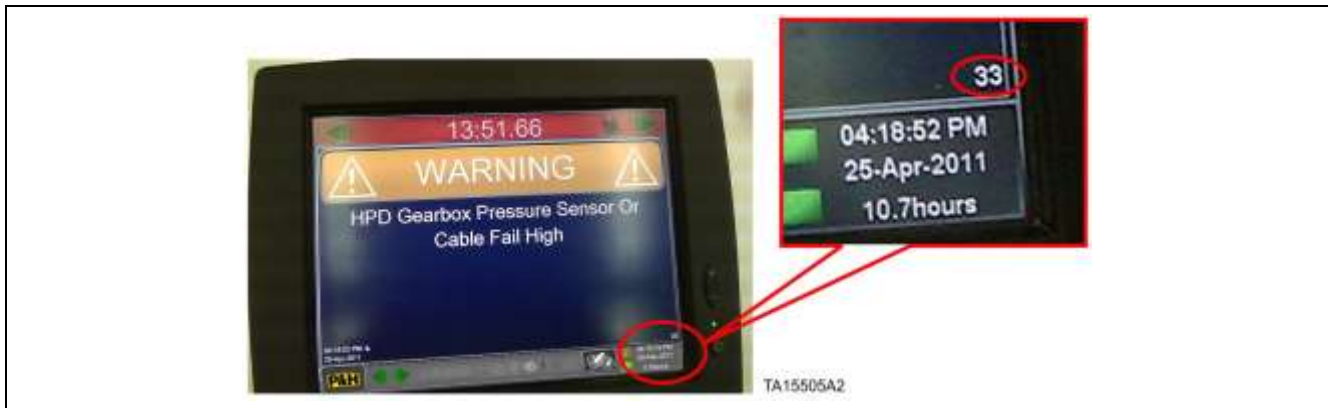 13:51.66
WARNING
HPD Gearbox Pressure Sensor Or
Cable Fail High
P&H
33
04:18:52 PM
25-Apr-2011
10.7hours
TA15505A2